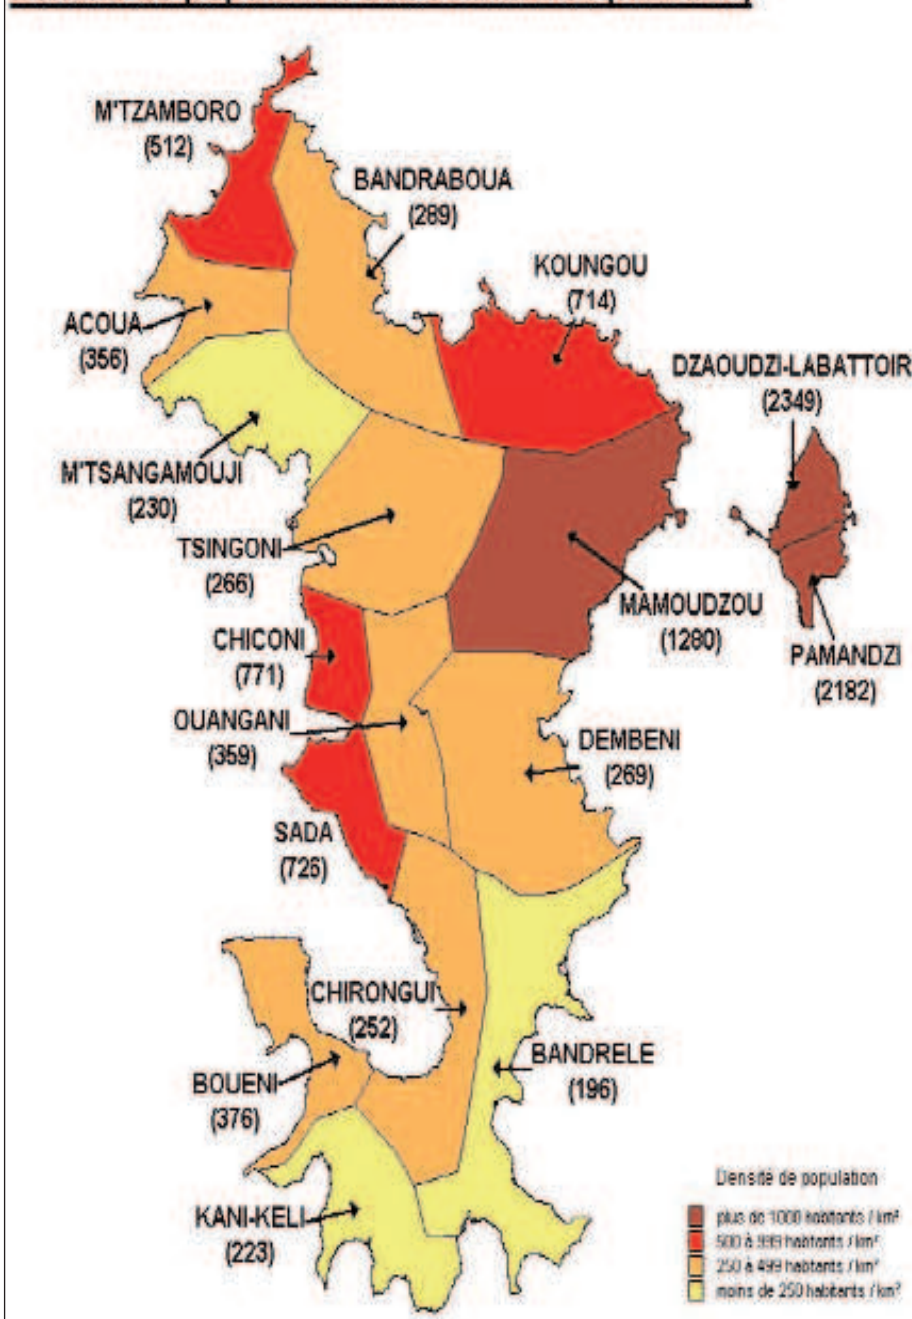 M'TZAMBORO
(512)
BANDRABOUA
(289)
KOUNGOU
(714)
ACOUA
(356)
DZAOUDZI-LABATTOIR
(2349)
M'TSANGAMOUJI
(230)
TSINGONI
(266)
MAMOUDZOU
(1280)
PAMANDZI
(2182)
CHICONI
(771)
OUANGANI
(359)
DEMBENI
(269)
SADA
(726)
CHIRONGUI
(252)
BANDRELE
(196)
BOUENI
(376)
KANI-KELI
(223)
Densité de population
plus de 1000 habitants / km²
500 à 999 habitants / km²
250 à 499 habitants / km²
moins de 250 habitants / km²